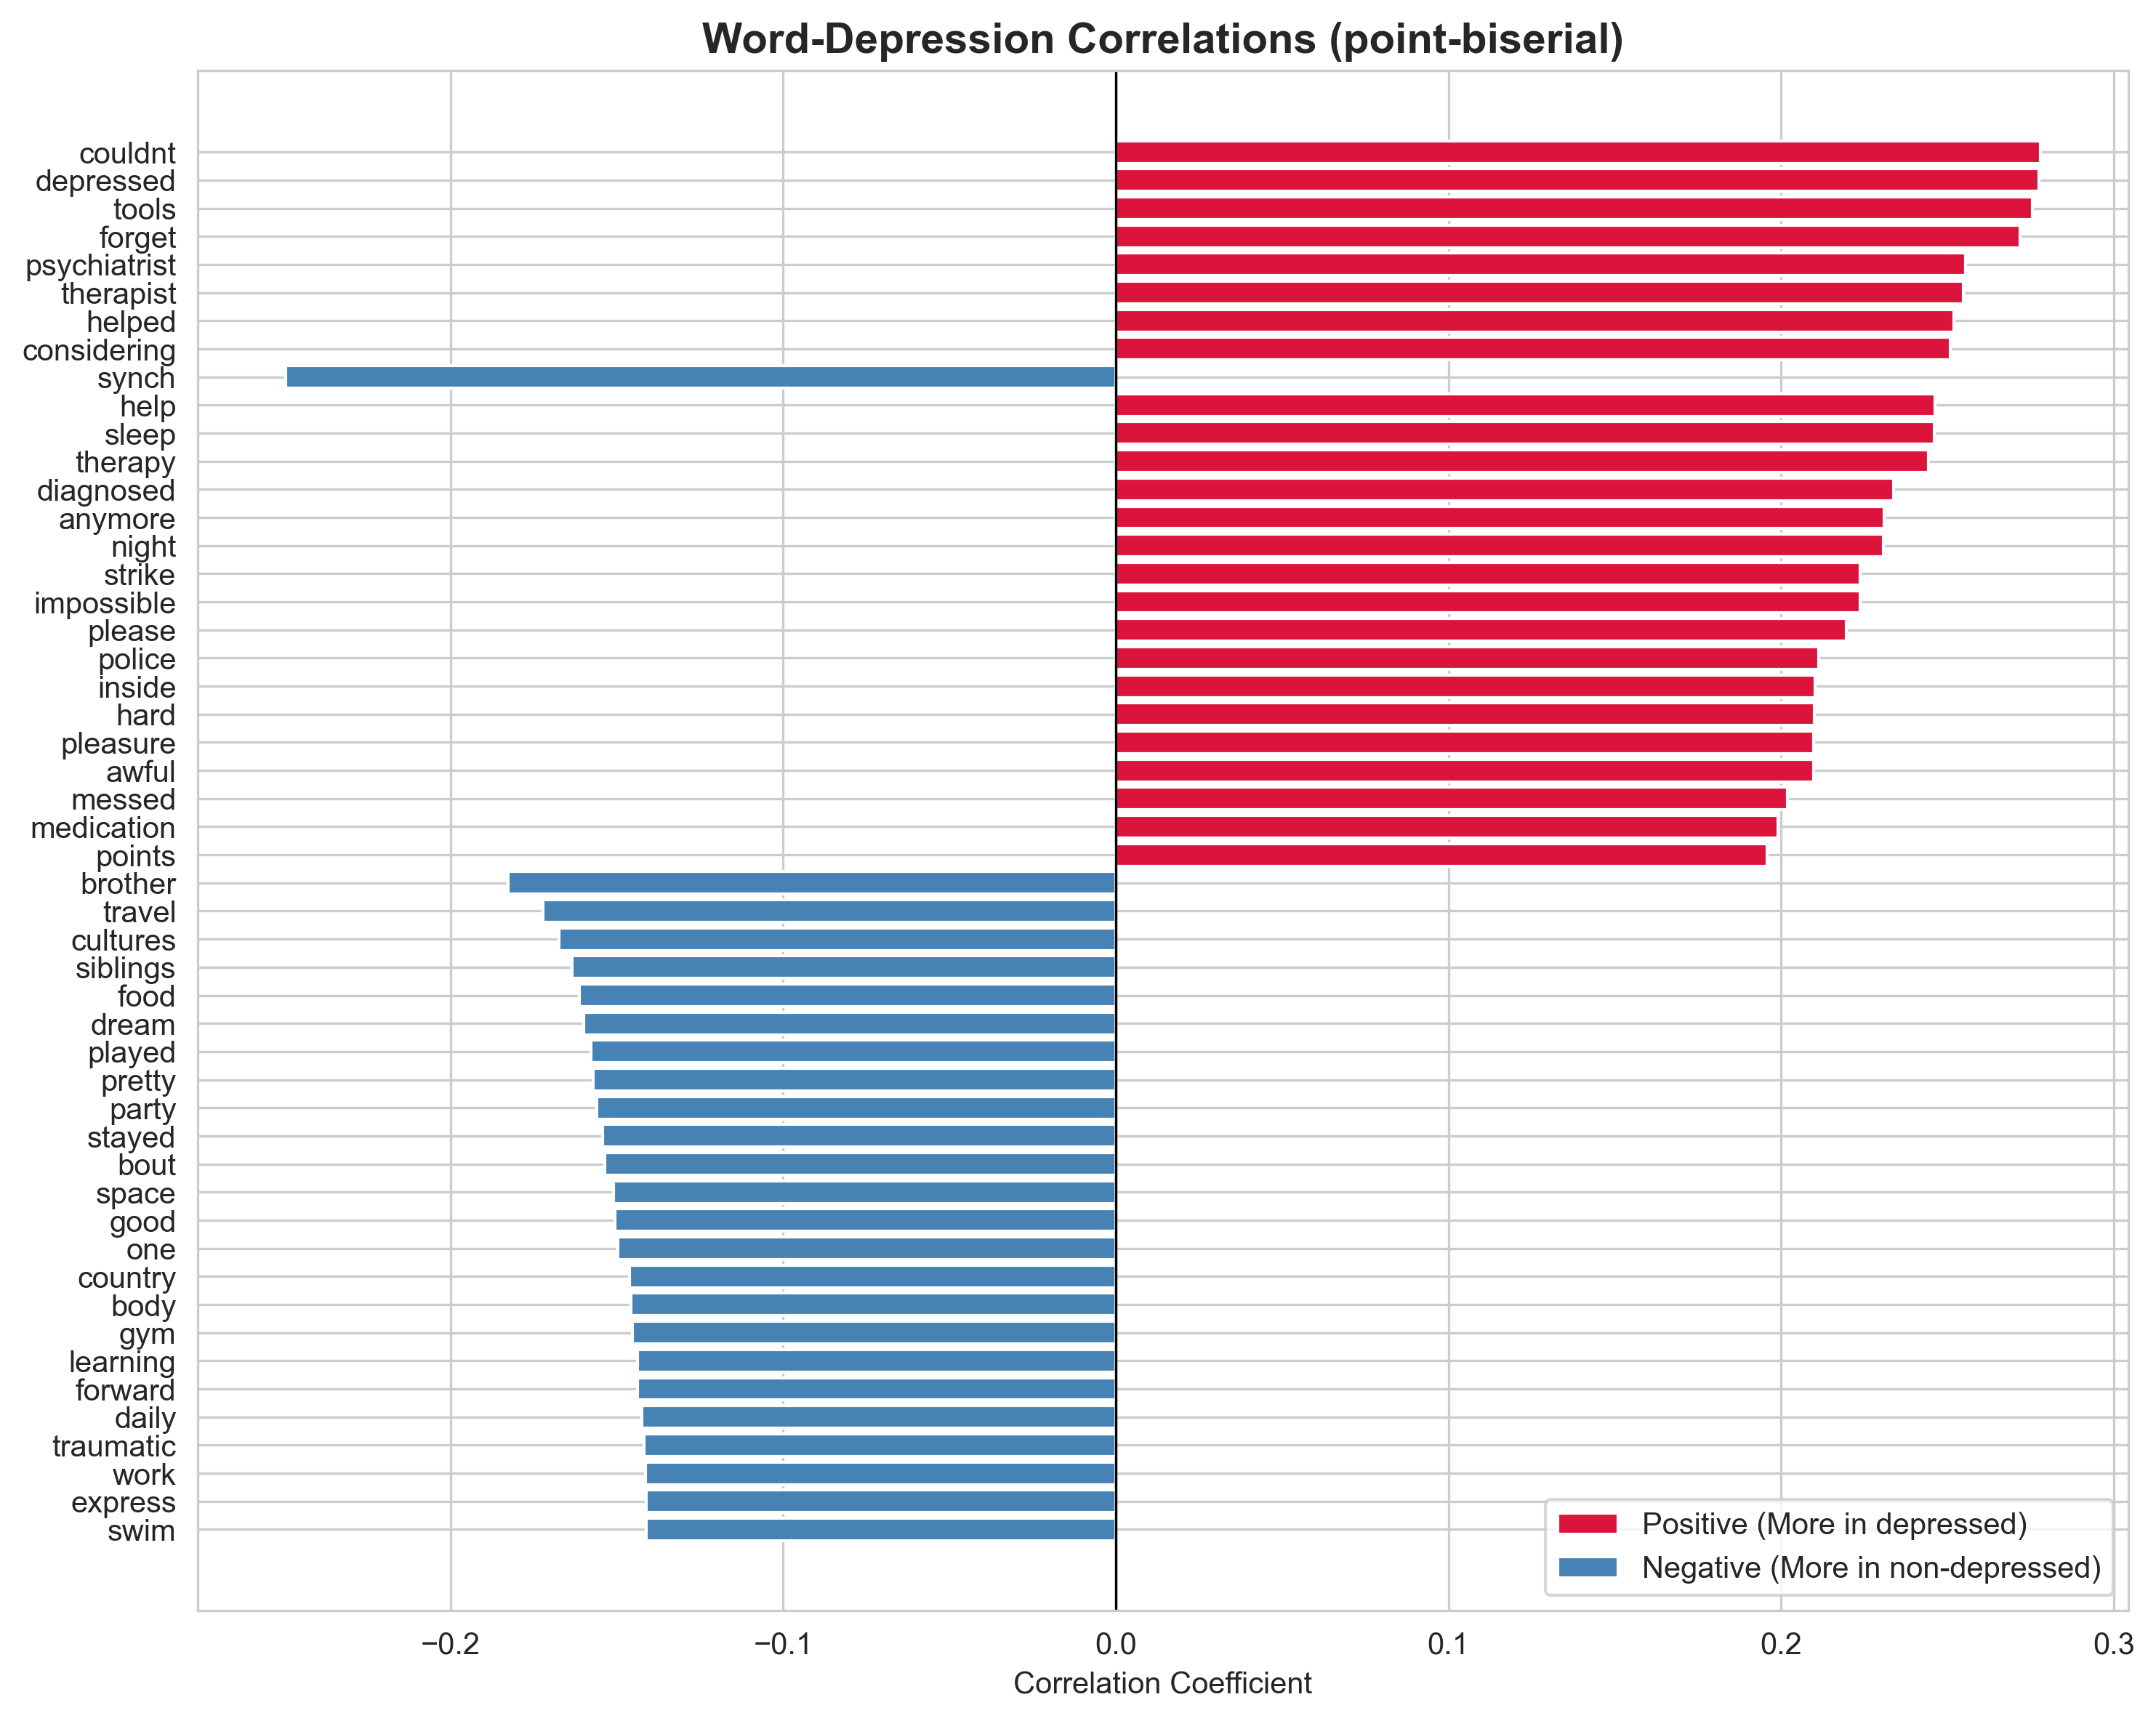 Word-Depression Correlations (point-biserial)
couldnt
depressed
tools
forget
psychiatrist
therapist
helped
considering
synch
help
sleep
therapy
diagnosed
anymore
night
strike
impossible
please
police
inside
hard
pleasure
awful
messed
medication
points
brother
travel
cultures
siblings
food
dream
played
pretty
party
stayed
bout
space
good
one
country
body
gym
learning
forward
daily
traumatic
work
express
swim
Positive (More in depressed)
Negative (More in non-depressed)
−0.2 −0.1 0.0 0.1 0.2 0.3
Correlation Coefficient